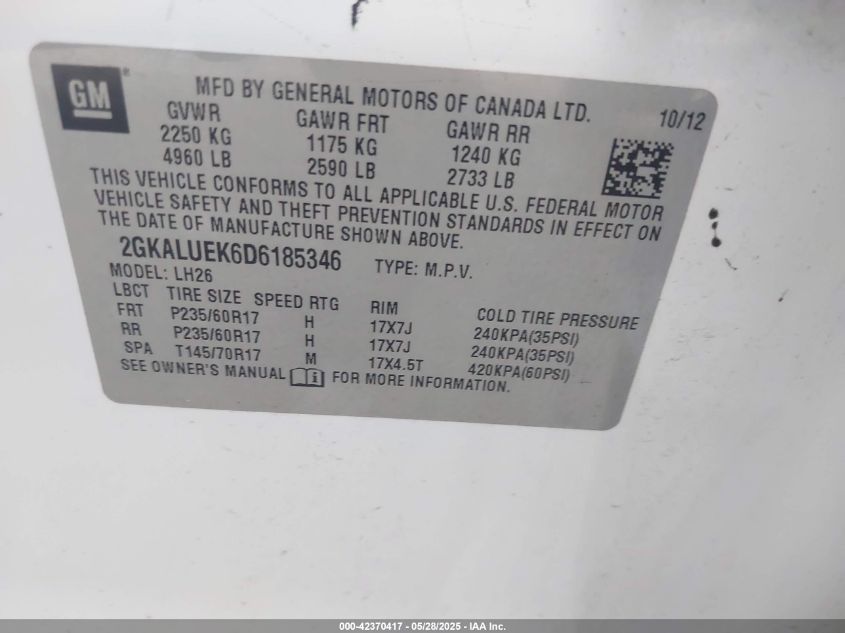 GM®
MFD BY GENERAL MOTORS OF CANADA LTD.
10/12
GVWR GAWR FRT GAWR RR
2250 KG 1175 KG 1240 KG
4960 LB 2590 LB 2733 LB
THIS VEHICLE CONFORMS TO ALL APPLICABLE U.S. FEDERAL MOTOR
VEHICLE SAFETY AND THEFT PREVENTION STANDARDS IN EFFECT ON
THE DATE OF MANUFACTURE SHOWN ABOVE.
2GKALUEK6D6185346 TYPE: M.P.V.
MODEL: LH26
LBCT TIRE SIZE SPEED RTG RIM COLD TIRE PRESSURE
FRT P235/60R17 H 17X7J 240KPA(35PSI)
RR P235/60R17 H 17X7J 240KPA(35PSI)
SPA T145/70R17 M 17X4.5T 420KPA(60PSI)
SEE OWNER'S MANUAL FOR MORE INFORMATION.
000-42370417 - 05/28/2025 - IAA Inc.